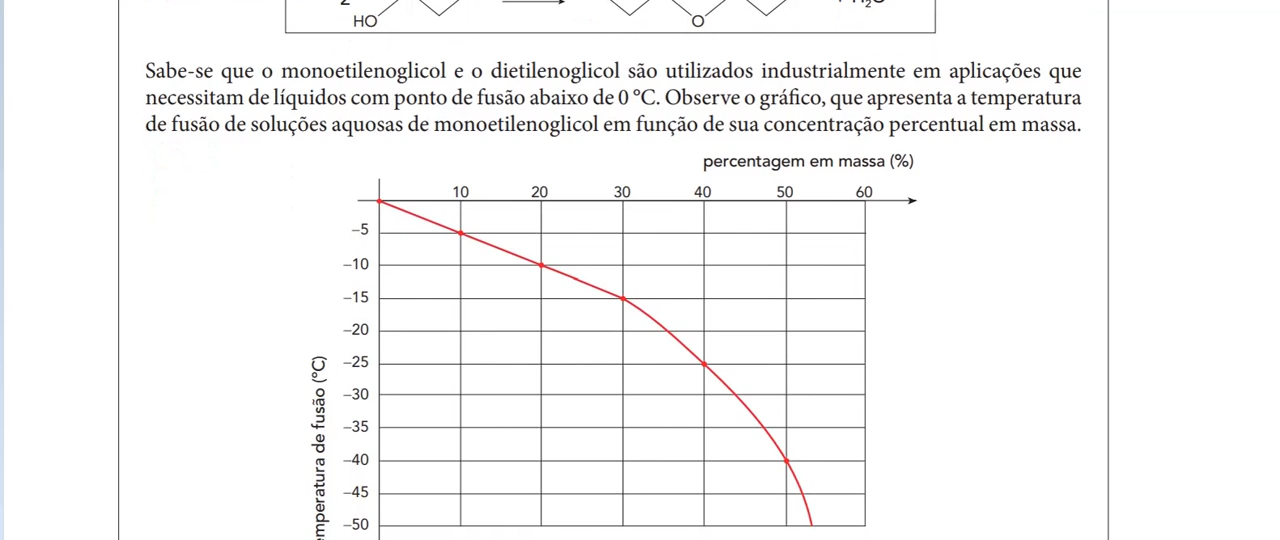 2
HO
O
+ H₂O
Sabe-se que o monoetilenoglicol e o dietilenoglicol são utilizados industrialmente em aplicações que
necessitam de líquidos com ponto de fusão abaixo de 0 °C. Observe o gráfico, que apresenta a temperatura
de fusão de soluções aquosas de monoetilenoglicol em função de sua concentração percentual em massa.
percentagem em massa (%)
10 20 30 40 50 60
–5
–10
–15
–20
–25
–30
–35
–40
–45
–50
mperatura de fusão (°C)